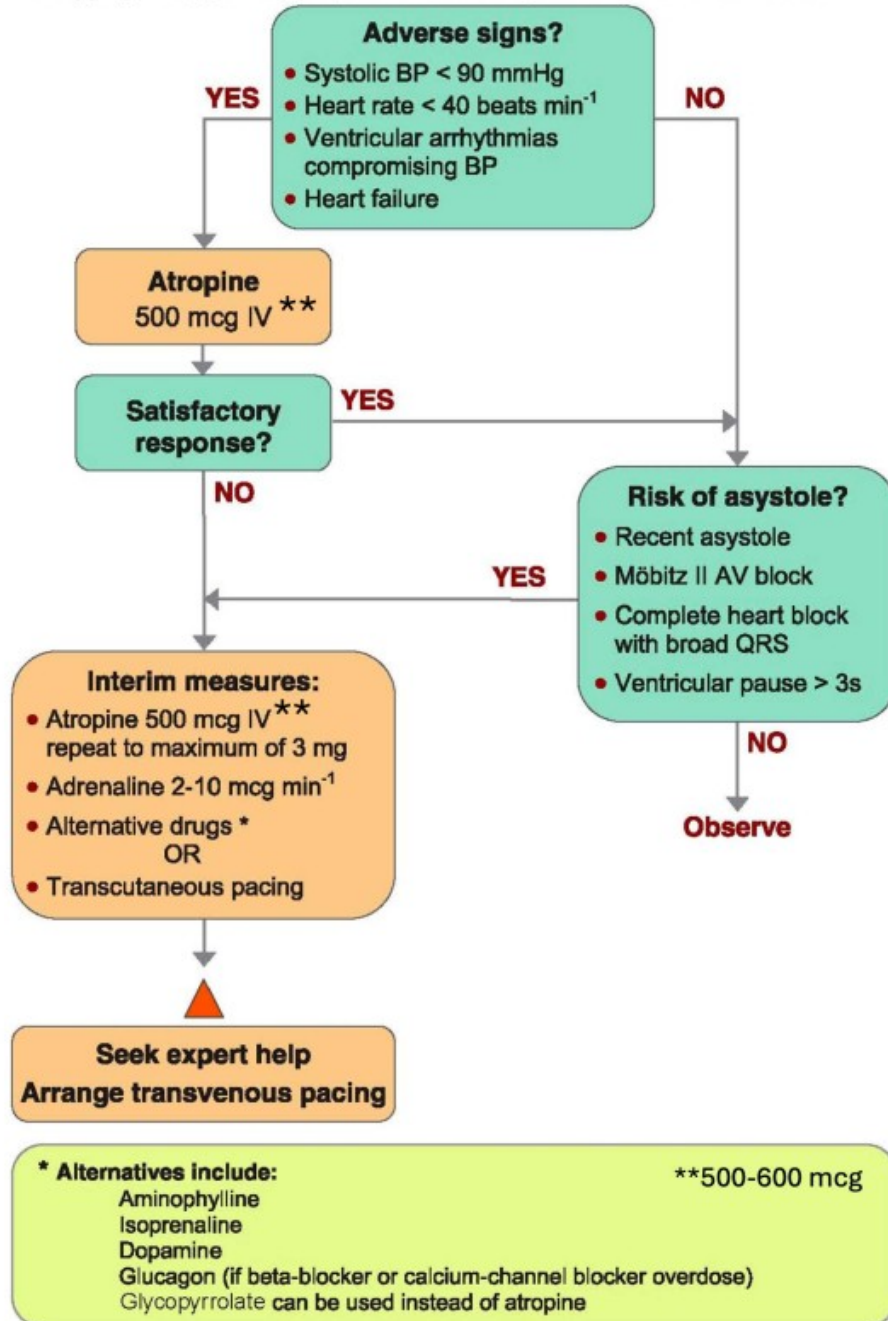 Adverse signs?
• Systolic BP < 90 mmHg
• Heart rate < 40 beats min⁻¹
• Ventricular arrhythmias
compromising BP
• Heart failure
YES
NO
Atropine
500 mcg IV **
Satisfactory
response?
YES
NO
Risk of asystole?
• Recent asystole
• Möbitz II AV block
• Complete heart block
with broad QRS
• Ventricular pause > 3s
YES
NO
Observe
Interim measures:
• Atropine 500 mcg IV **
repeat to maximum of 3 mg
• Adrenaline 2-10 mcg min⁻¹
• Alternative drugs *
OR
• Transcutaneous pacing
Seek expert help
Arrange transvenous pacing
* Alternatives include:
Aminophylline
Isoprenaline
Dopamine
Glucagon (if beta-blocker or calcium-channel blocker overdose)
Glycopyrrolate can be used instead of atropine
**500-600 mcg